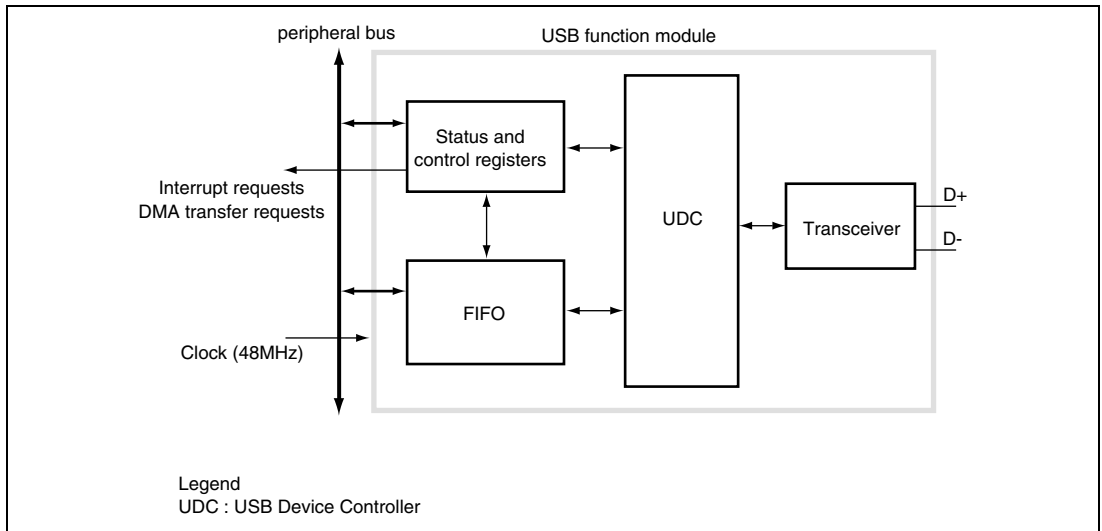 peripheral bus
USB function module
Status and
control registers
Interrupt requests
DMA transfer requests
UDC
Transceiver
D+
D-
FIFO
Clock (48MHz)
Legend
UDC : USB Device Controller